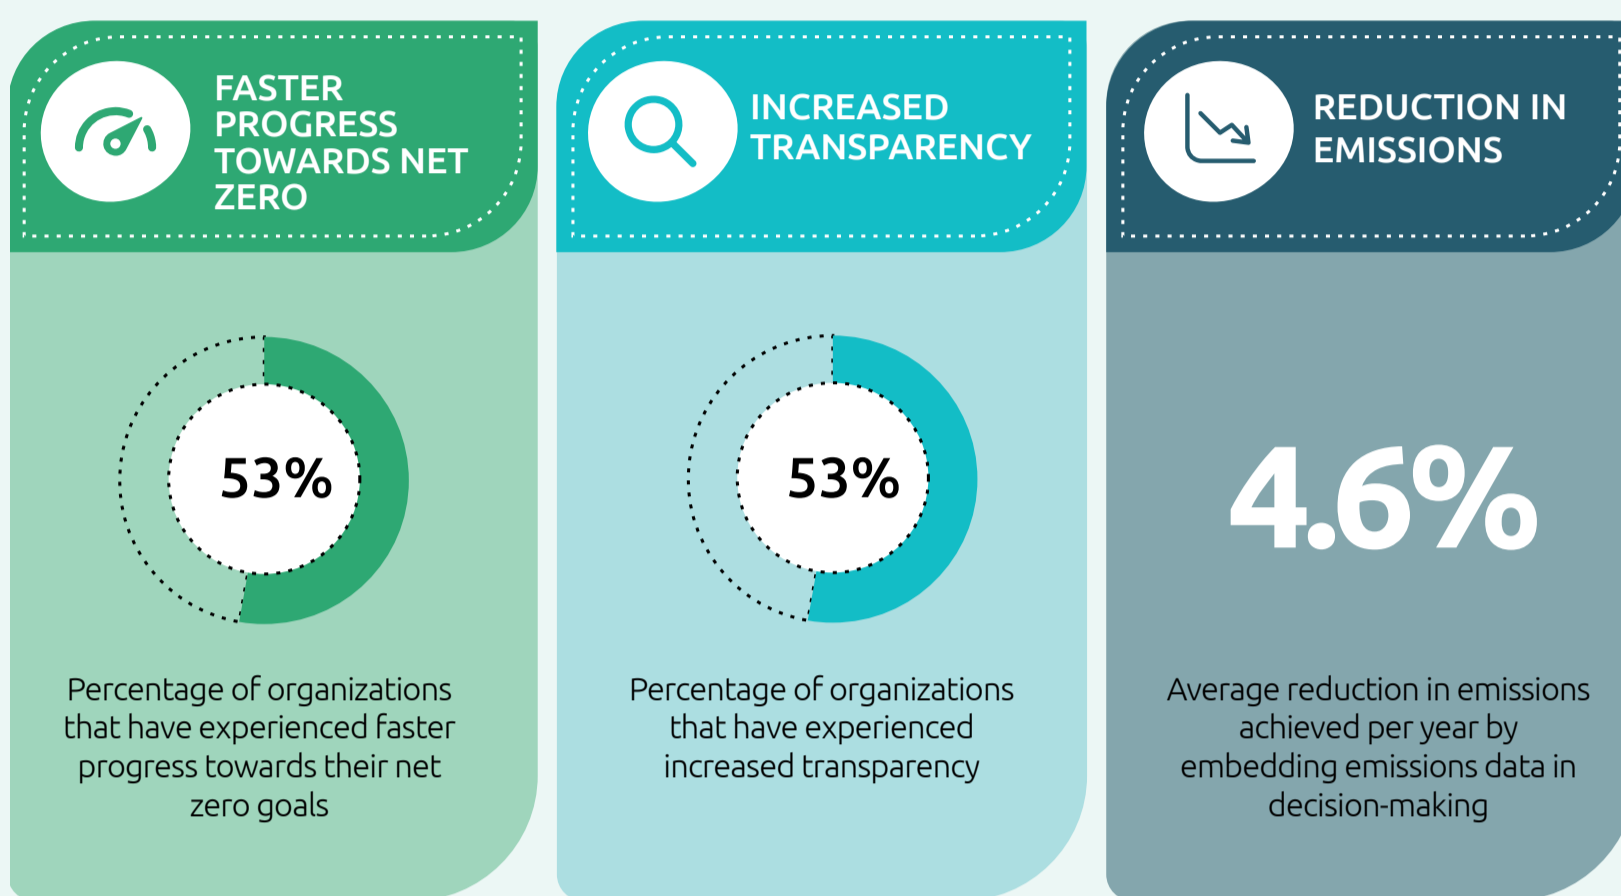 FASTER
PROGRESS
TOWARDS NET
ZERO
53%
Percentage of organizations
that have experienced faster
progress towards their net
zero goals
INCREASED
TRANSPARENCY
53%
Percentage of organizations
that have experienced
increased transparency
REDUCTION IN
EMISSIONS
4.6%
Average reduction in emissions
achieved per year by
embedding emissions data in
decision-making